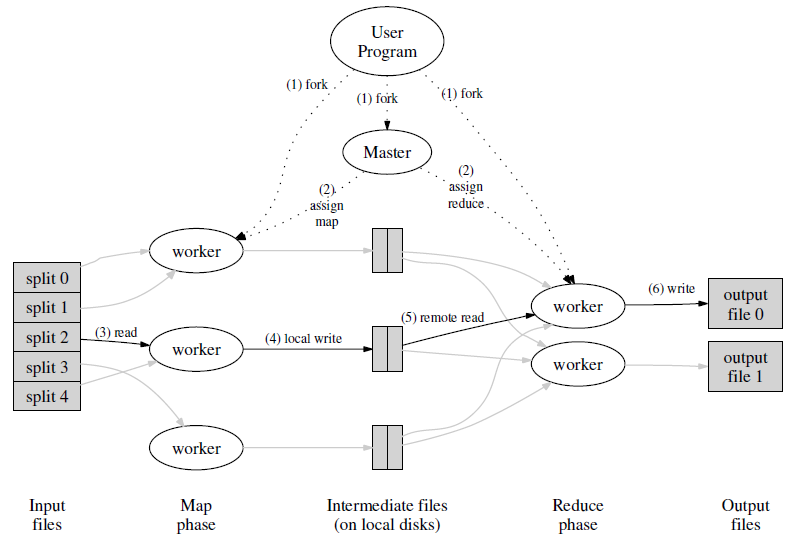 User
Program
(1) fork
(1) fork
(1) fork
Master
(2)
assign
map
(2)
assign
reduce
worker
split 0
split 1
split 2
split 3
split 4
(3) read
worker
(4) local write
(5) remote read
worker
(6) write
output
file 0
worker
output
file 1
worker
Input
files
Map
phase
Intermediate files
(on local disks)
Reduce
phase
Output
files